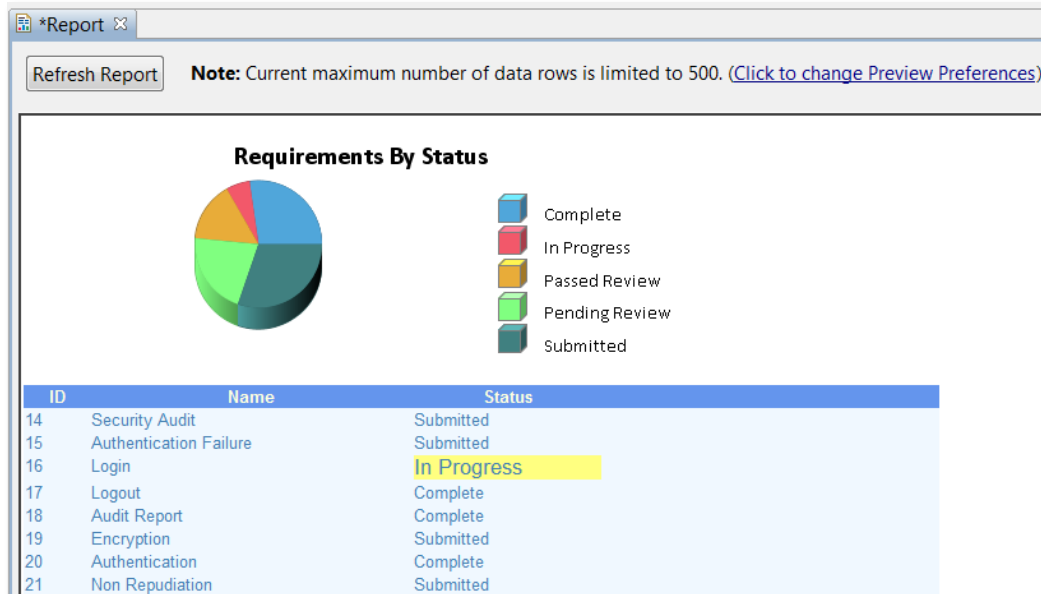 *Report
Refresh Report Note: Current maximum number of data rows is limited to 500. (Click to change Preview Preferences)
Requirements By Status
Complete
In Progress
Passed Review
Pending Review
Submitted
ID Name Status
14 Security Audit Submitted
15 Authentication Failure Submitted
16 Login In Progress
17 Logout Complete
18 Audit Report Complete
19 Encryption Submitted
20 Authentication Complete
21 Non Repudiation Submitted